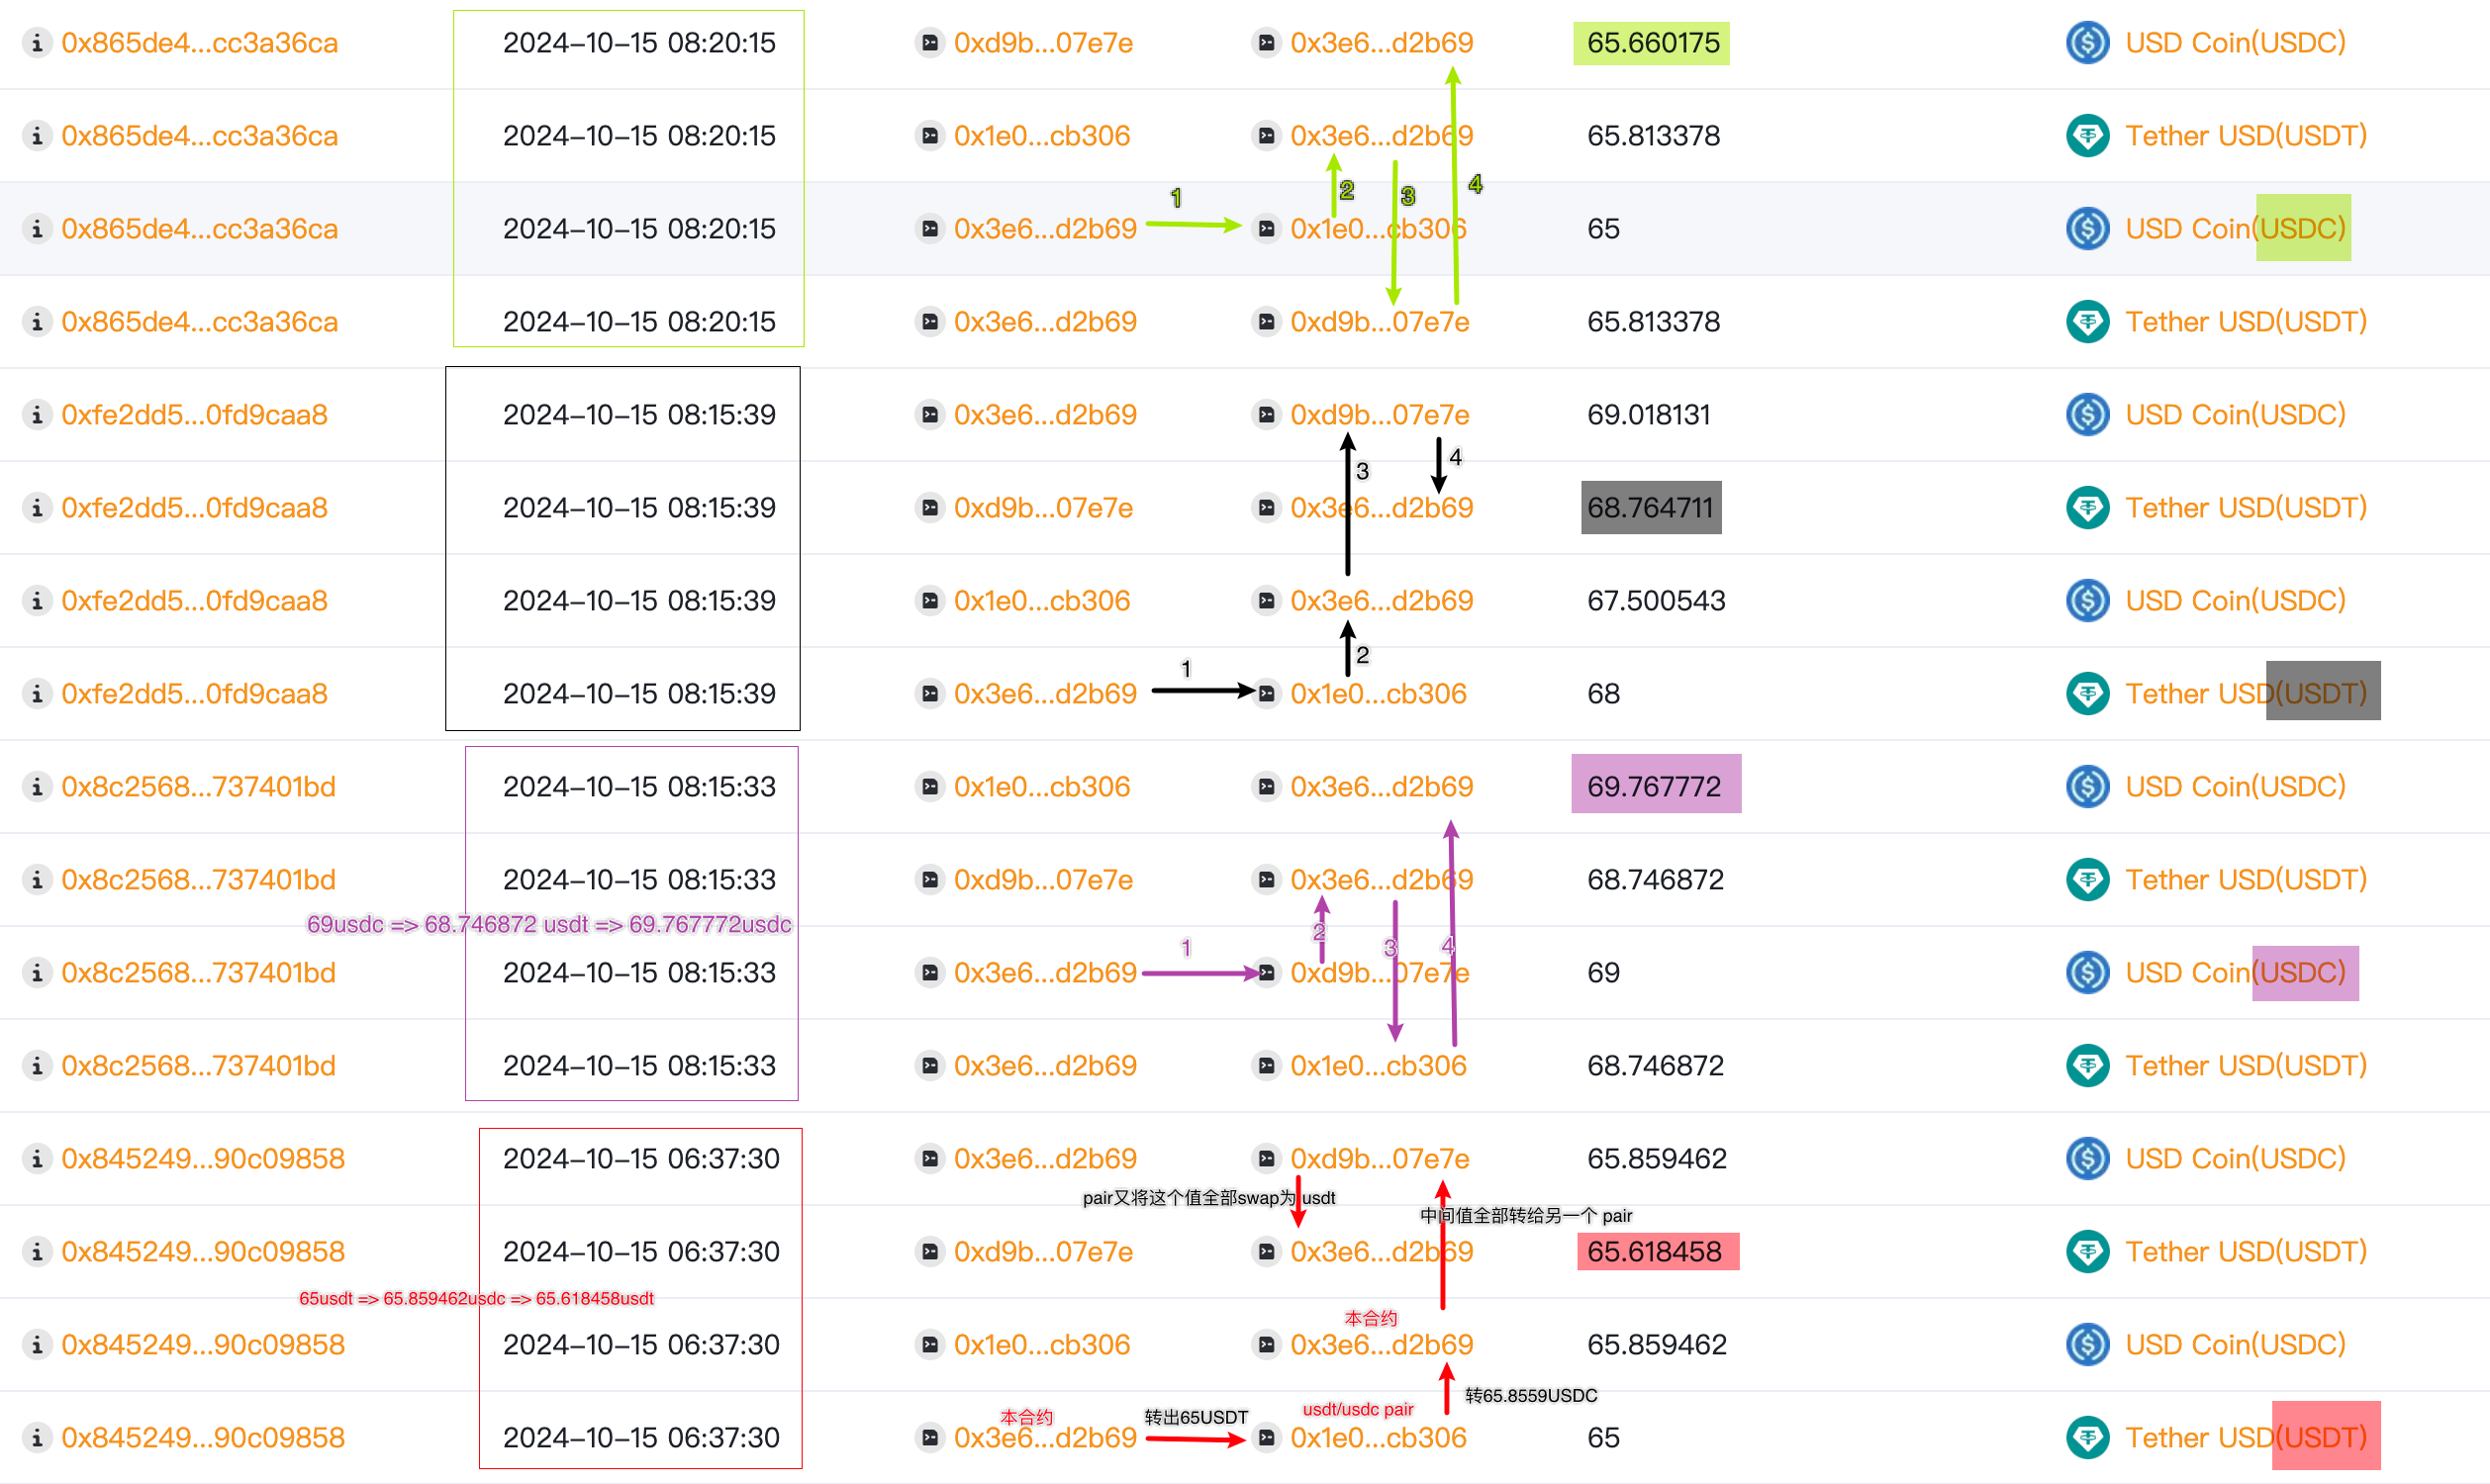 0x865de4...cc3a36ca 2024-10-15 08:20:15 0xd9b...07e7e 0x3e6...d2b69 65.660175 USD Coin(USDC)
0x865de4...cc3a36ca 2024-10-15 08:20:15 0x1e0...cb306 0x3e6...d2b69 65.813378 Tether USD(USDT)
1 2 3 4
0x865de4...cc3a36ca 2024-10-15 08:20:15 0x3e6...d2b69 0x1e0...cb306 65 USD Coin(USDC)
0x865de4...cc3a36ca 2024-10-15 08:20:15 0x3e6...d2b69 0xd9b...07e7e 65.813378 Tether USD(USDT)
0xfe2dd5...0fd9caa8 2024-10-15 08:15:39 0x3e6...d2b69 0xd9b...07e7e 69.018131 USD Coin(USDC)
3 4
0xfe2dd5...0fd9caa8 2024-10-15 08:15:39 0xd9b...07e7e 0x3e6...d2b69 68.764711 Tether USD(USDT)
0xfe2dd5...0fd9caa8 2024-10-15 08:15:39 0x1e0...cb306 0x3e6...d2b69 67.500543 USD Coin(USDC)
1 2
0xfe2dd5...0fd9caa8 2024-10-15 08:15:39 0x3e6...d2b69 0x1e0...cb306 68 Tether USD(USDT)
0x8c2568...737401bd 2024-10-15 08:15:33 0x1e0...cb306 0x3e6...d2b69 69.767772 USD Coin(USDC)
0x8c2568...737401bd 2024-10-15 08:15:33 0xd9b...07e7e 0x3e6...d2b69 68.746872 Tether USD(USDT)
69usdc => 68.746872 usdt => 69.767772usdc
1 2 3 4
0x8c2568...737401bd 2024-10-15 08:15:33 0x3e6...d2b69 0xd9b...07e7e 69 USD Coin(USDC)
0x8c2568...737401bd 2024-10-15 08:15:33 0x3e6...d2b69 0x1e0...cb306 68.746872 Tether USD(USDT)
0x845249...90c09858 2024-10-15 06:37:30 0x3e6...d2b69 0xd9b...07e7e 65.859462 USD Coin(USDC)
pair又将这个值全部swap为 usdt
中间值全部转给另一个 pair
0x845249...90c09858 2024-10-15 06:37:30 0xd9b...07e7e 0x3e6...d2b69 65.618458 Tether USD(USDT)
65usdt => 65.859462usdc => 65.618458usdt
本合约
0x845249...90c09858 2024-10-15 06:37:30 0x1e0...cb306 0x3e6...d2b69 65.859462 USD Coin(USDC)
转65.8559USDC
本合约 转出65USDT usdt/usdc pair
0x845249...90c09858 2024-10-15 06:37:30 0x3e6...d2b69 0x1e0...cb306 65 Tether USD(USDT)